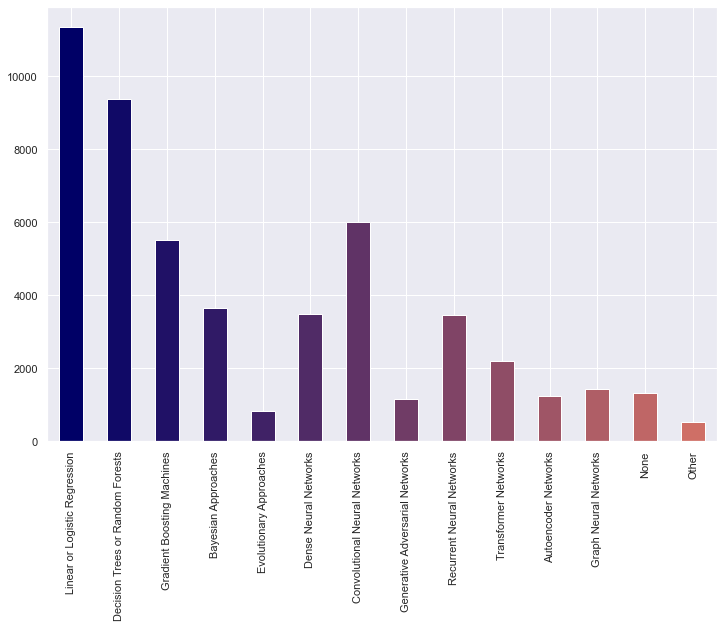 10000
8000
6000
4000
2000
0
Linear or Logistic Regression
Decision Trees or Random Forests
Gradient Boosting Machines
Bayesian Approaches
Evolutionary Approaches
Dense Neural Networks
Convolutional Neural Networks
Generative Adversarial Networks
Recurrent Neural Networks
Transformer Networks
Autoencoder Networks
Graph Neural Networks
None
Other